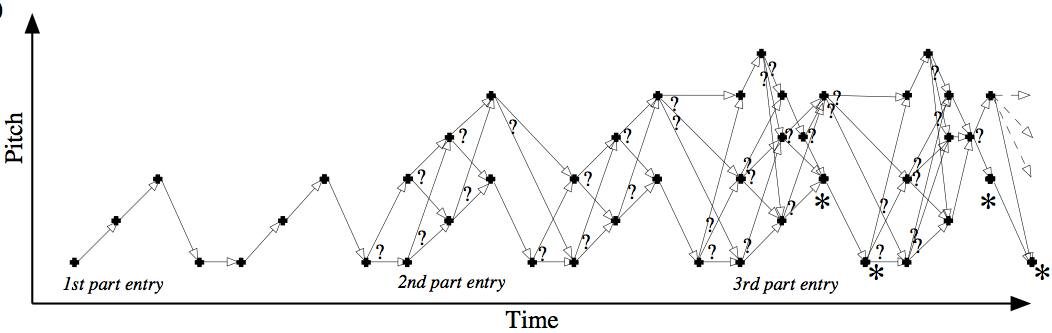 Pitch
? ? ? ? ? ? ? ? ? ? ? ? ? ? ? ? ? ? ? ? ? ? ? ? ? ? ? ? ? ? ? ? ?
* * * *
1st part entry
2nd part entry
3rd part entry
Time